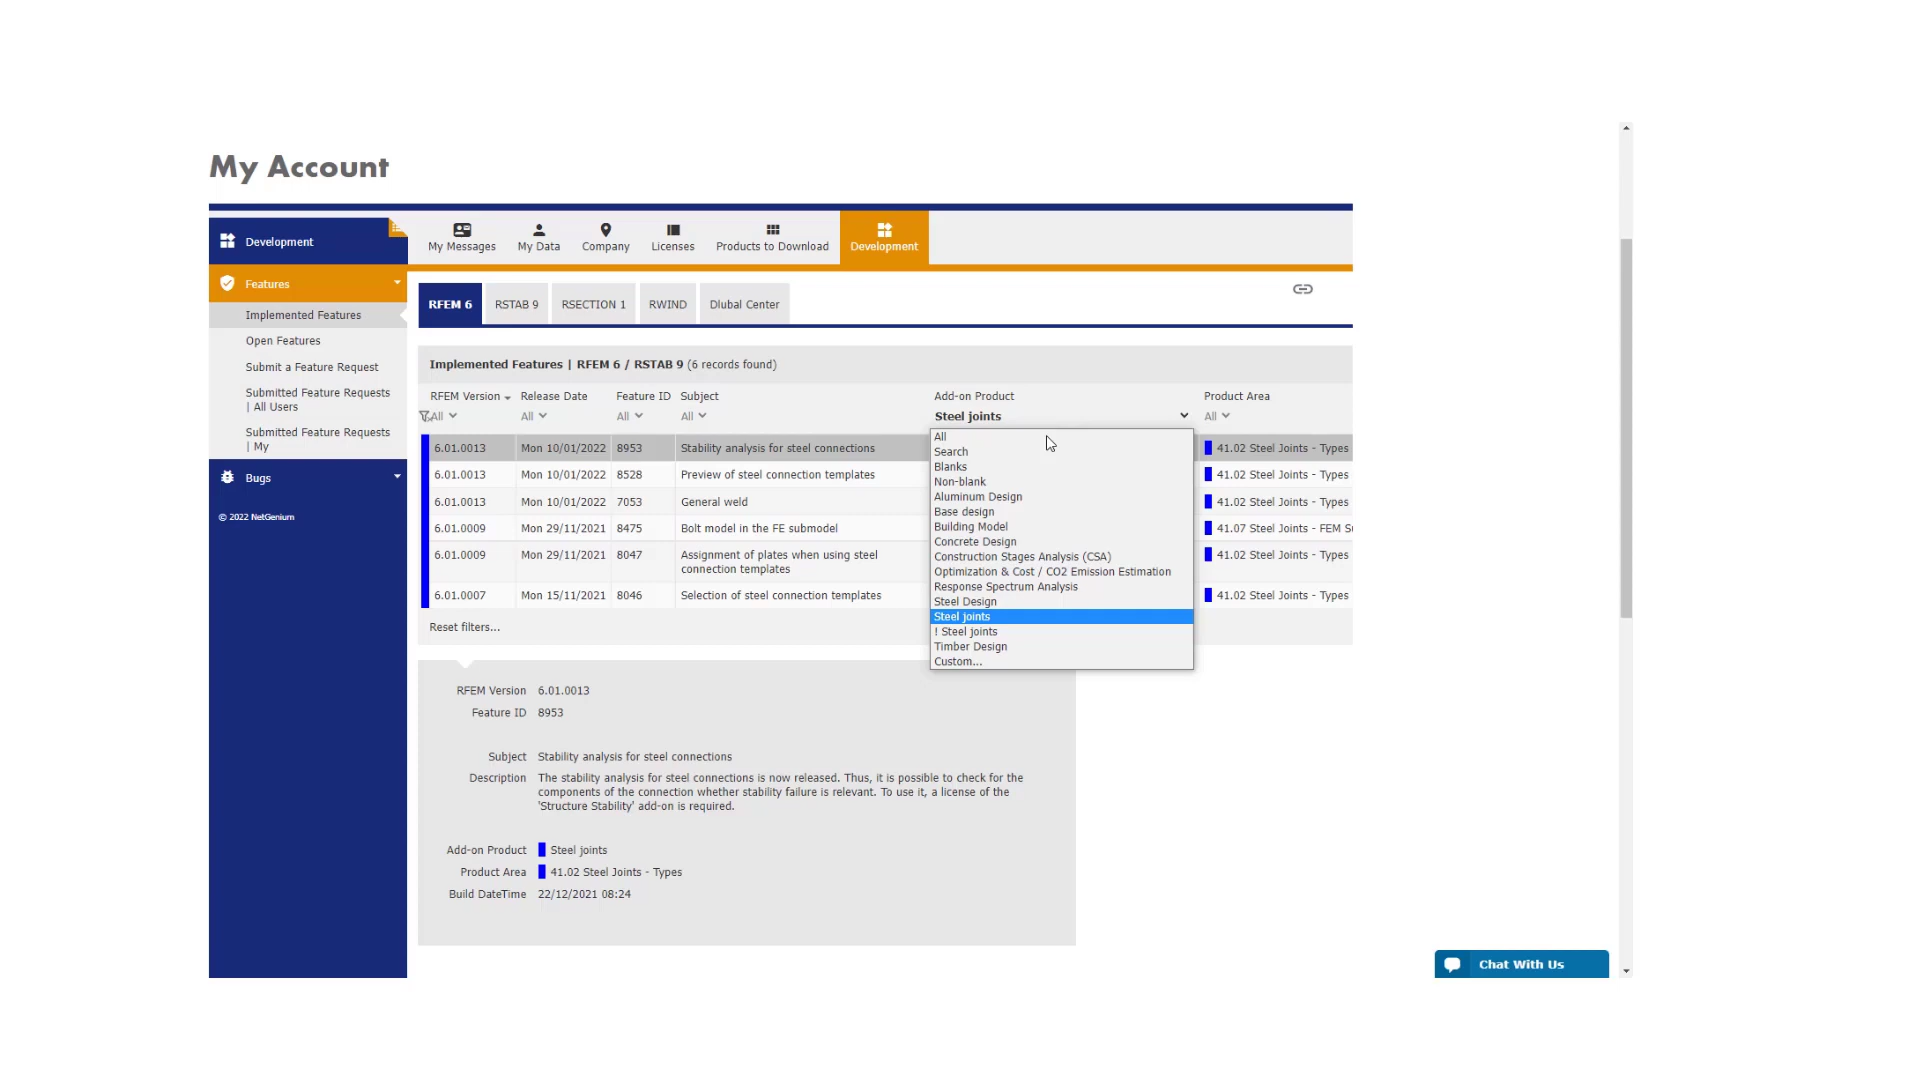 My Account
Development
My Messages
My Data
Company
Licenses
Products to Download
Development
Features
Implemented Features
Open Features
Submit a Feature Request
Submitted Feature Requests
| All Users
Submitted Feature Requests
| My
Bugs
© 2022 NetGenium
RFEM 6
RSTAB 9
RSECTION 1
RWIND
Dlubal Center
Implemented Features | RFEM 6 / RSTAB 9 (6 records found)
RFEM Version Release Date Feature ID Subject Add-on Product Product Area
All All All All Steel joints All
6.01.0013 Mon 10/01/2022 8953 Stability analysis for steel connections 41.02 Steel Joints - Types
6.01.0013 Mon 10/01/2022 8528 Preview of steel connection templates 41.02 Steel Joints - Types
6.01.0013 Mon 10/01/2022 7053 General weld 41.02 Steel Joints - Types
6.01.0009 Mon 29/11/2021 8475 Bolt model in the FE submodel 41.07 Steel Joints - FEM S
6.01.0009 Mon 29/11/2021 8047 Assignment of plates when using steel 41.02 Steel Joints - Types
connection templates
6.01.0007 Mon 15/11/2021 8046 Selection of steel connection templates 41.02 Steel Joints - Types
Reset filters...
All
Search
Blanks
Non-blank
Aluminum Design
Base design
Building Model
Concrete Design
Construction Stages Analysis (CSA)
Optimization & Cost / CO2 Emission Estimation
Response Spectrum Analysis
Steel Design
Steel joints
! Steel joints
Timber Design
Custom...
RFEM Version 6.01.0013
Feature ID 8953
Subject Stability analysis for steel connections
Description The stability analysis for steel connections is now released. Thus, it is possible to check for the
components of the connection whether stability failure is relevant. To use it, a license of the
'Structure Stability' add-on is required.
Add-on Product Steel joints
Product Area 41.02 Steel Joints - Types
Build DateTime 22/12/2021 08:24
Chat With Us